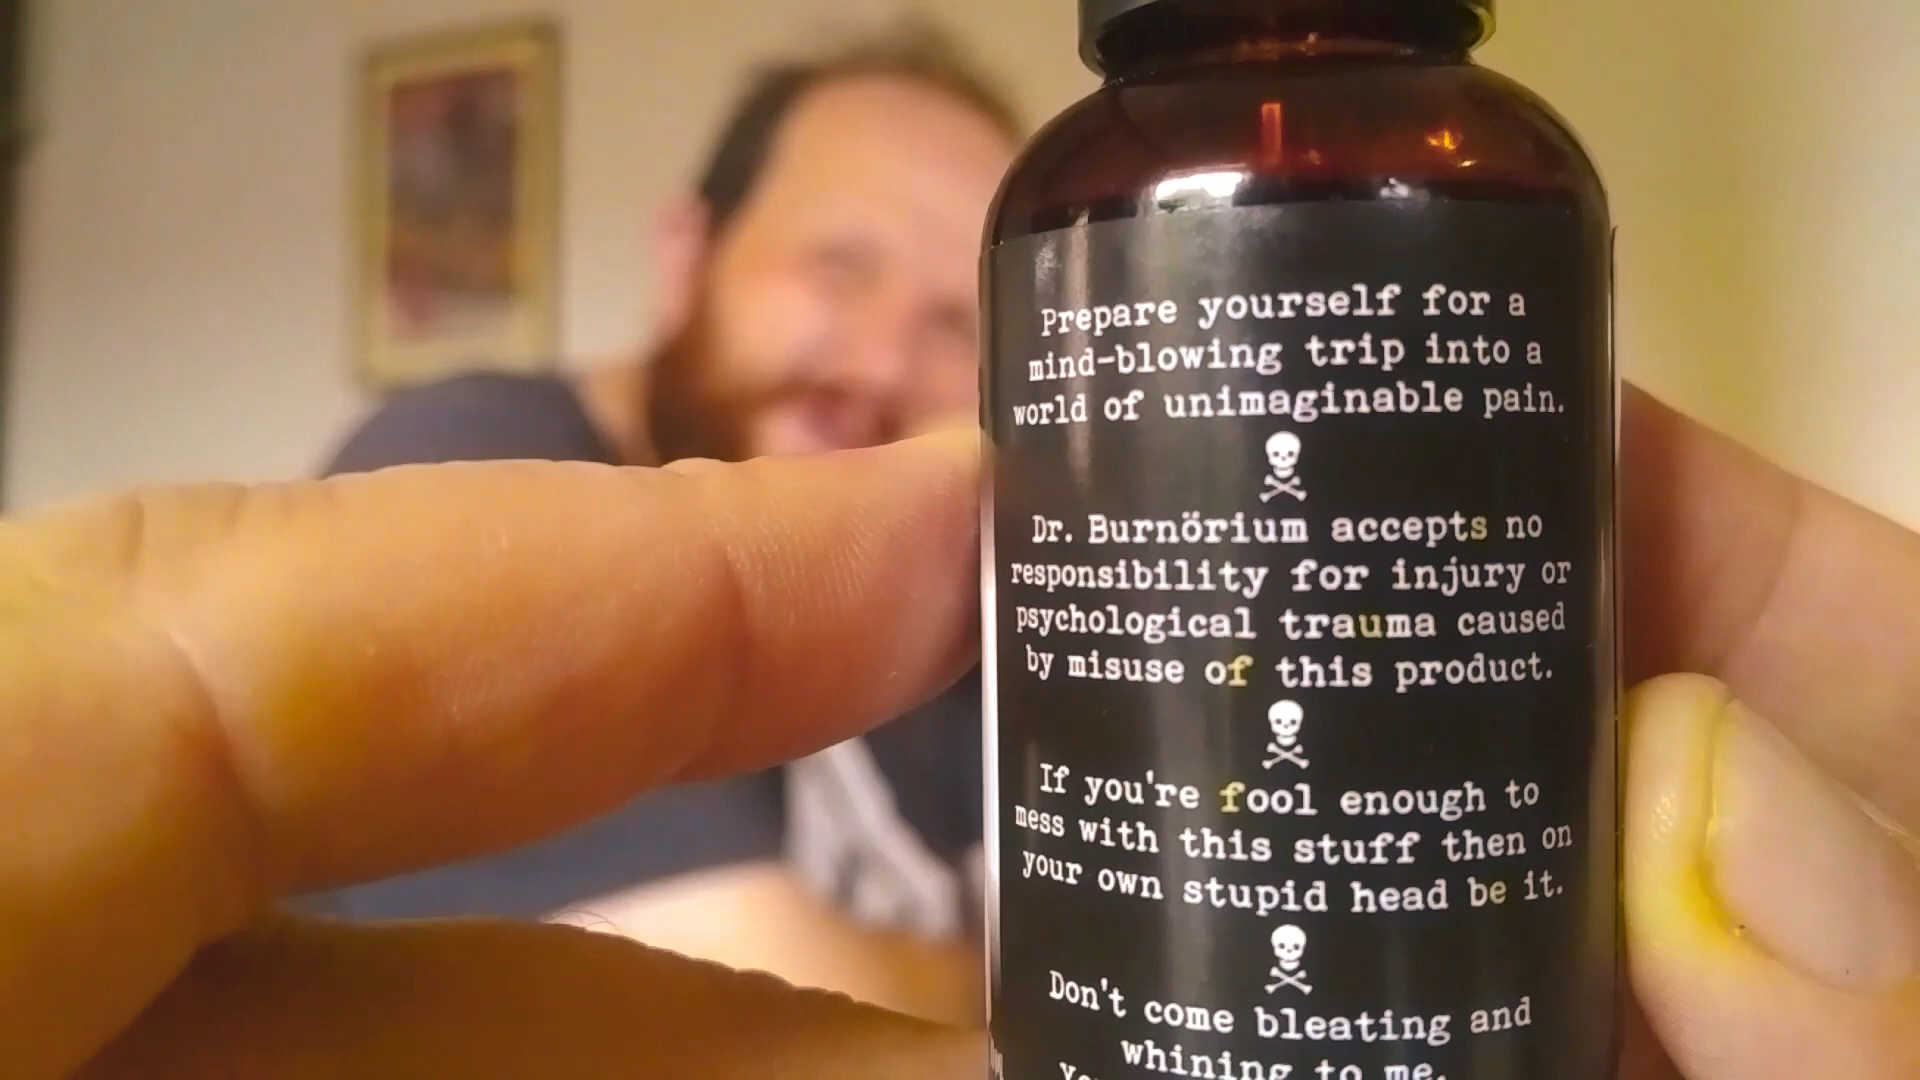 Prepare yourself for a
mind-blowing trip into a
world of unimaginable pain.
Dr. Burnörium accepts no
responsibility for injury or
psychological trauma caused
by misuse of this product.
If you're fool enough to
mess with this stuff then on
your own stupid head be it.
Don't come bleating and
whining to me.